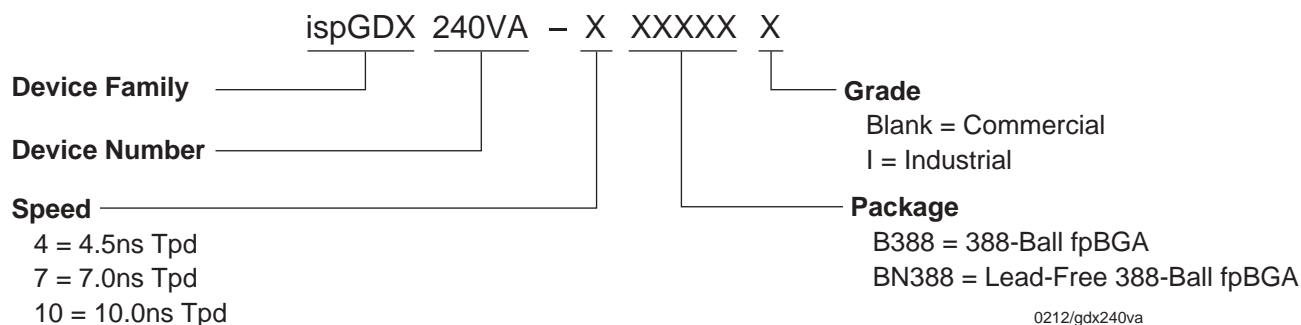 ispGDX 240VA – X XXXXX X
Device Family
Device Number
Speed
4 = 4.5ns Tpd
7 = 7.0ns Tpd
10 = 10.0ns Tpd
Grade
Blank = Commercial
I = Industrial
Package
B388 = 388-Ball fpBGA
BN388 = Lead-Free 388-Ball fpBGA
0212/gdx240va